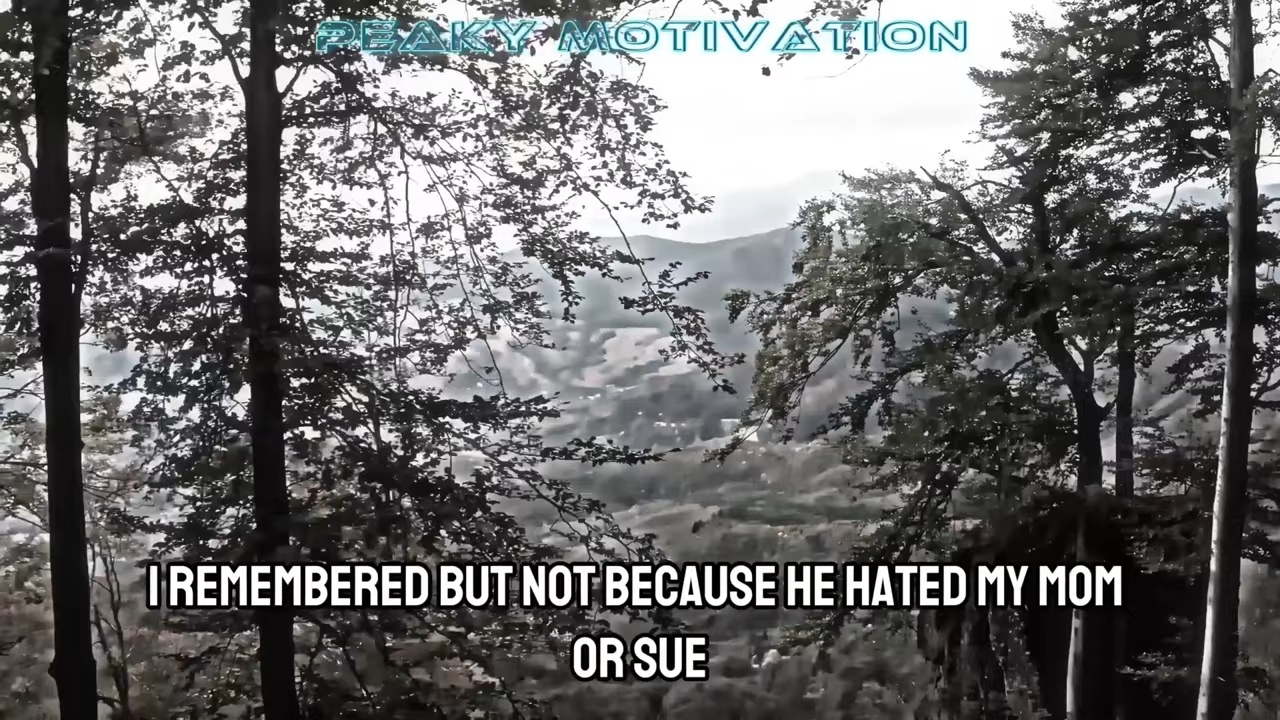 PEAKY MOTIVATION
I REMEMBERED BUT NOT BECAUSE HE HATED MY MOM
OR SUE